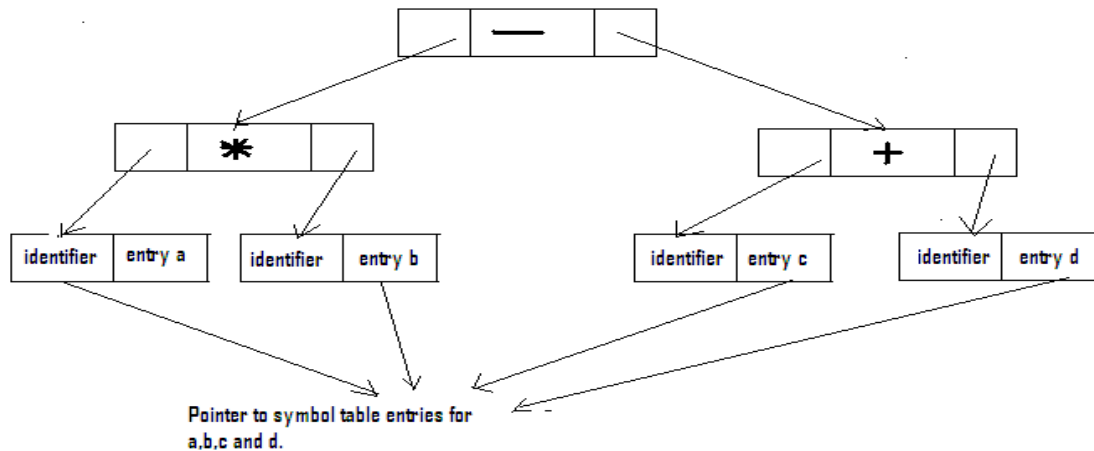 —
* +
identifier entry a identifier entry b identifier entry c identifier entry d
Pointer to symbol table entries for
a,b,c and d.